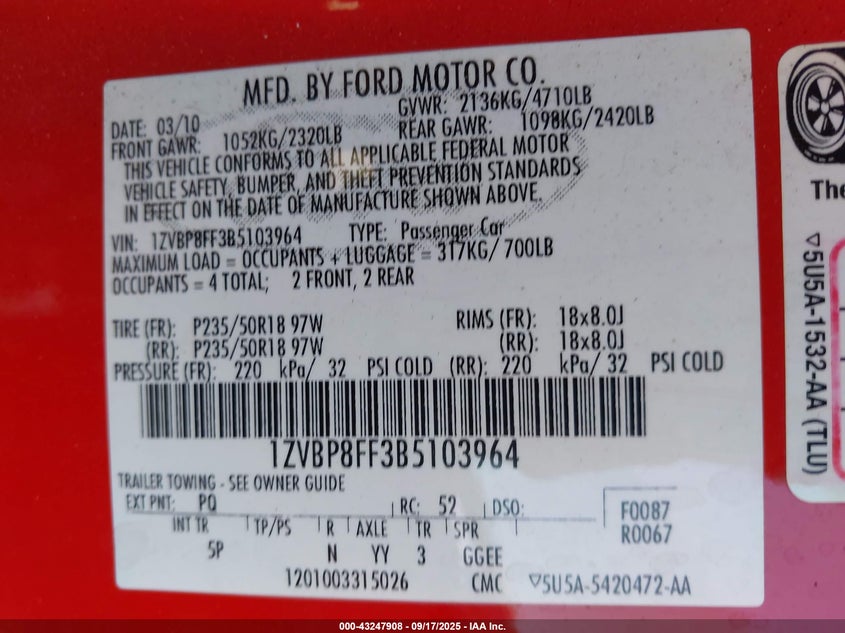 MFD. BY FORD MOTOR CO.
DATE: 03/10 GVWR: 2136KG/4710LB
FRONT GAWR: 1052KG/2320LB REAR GAWR: 1098KG/2420LB
THIS VEHICLE CONFORMS TO ALL APPLICABLE FEDERAL MOTOR
VEHICLE SAFETY, BUMPER, AND THEFT PREVENTION STANDARDS
IN EFFECT ON THE DATE OF MANUFACTURE SHOWN ABOVE.
VIN: 1ZVBP8FF3B5103964 TYPE: Passenger Car
MAXIMUM LOAD = OCCUPANTS + LUGGAGE = 317KG/ 700LB
OCCUPANTS = 4 TOTAL; 2 FRONT, 2 REAR
TIRE (FR): P235/50R18 97W RIMS (FR): 18x8.0J
(RR): P235/50R18 97W (RR): 18x8.0J
PRESSURE (FR): 220 kPa/ 32 PSI COLD (RR): 220 kPa/ 32 PSI COLD
1ZVBP8FF3B5103964
TRAILER TOWING - SEE OWNER GUIDE
EXT PNT: PQ RC: 52 DSO: F0087
INT TR TP/PS R AXLE TR SPR R0067
5P N YY 3 GGEE
1201003315026 CMC ▽5U5A-5420472-AA
The
▽5U5A-1532-AA (TLU)
000-43247908 - 09/17/2025 - IAA Inc.